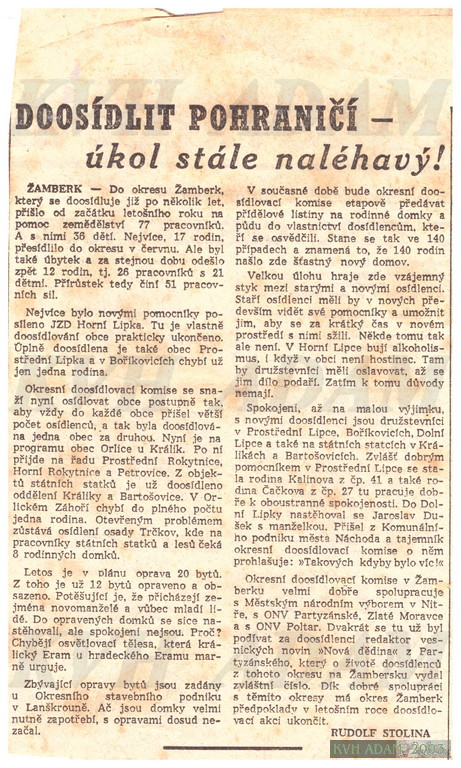 DOOSÍDLIT POHRANIČÍ —
úkol stále naléhavý!
ŽAMBERK — Do okresu Žamberk,
který se doosídluje již po několik let,
přišlo od začátku letošního roku na
pomoc zemědělství 77 pracovníků.
A s nimi 36 dětí. Nejvíce, 17 rodin,
přesídlilo do okresu v červnu. Ale byl
také úbytek a za stejnou dobu odešlo
zpět 12 rodin, tj. 26 pracovníků s 21
dětmi. Přírůstek tedy činí 51 pracov-
ních sil.
Nejvíce bylo novými pomocníky po-
síleno JZD Horní Lipka. Tu je vlastně
doosídlování obce prakticky ukončeno.
Úplně doosídlena je také obec Pro-
střední Lipka a v Boříkovicích chybí už
jen jedna rodina.
Okresní doosídlovací komise se sna-
ží nyní osídlovat obce postupně tak,
aby vždy do každé obce přišel větší
počet osídlenců, a tak byla doosídlová-
na jedna obec za druhou. Nyní je na
programu obec Orlice u Králík. Po ní
přijde na řadu Prostřední Rokytnice,
Horní Rokytnice a Petrovice. Z objek-
tů státních statků je už doosídleno
oddělení Králíky a Bartošovice. V Or-
lickém Záhoří chybí do plného počtu
jedna rodina. Otevřeným problémem
zůstává osídlení osady Trčkov, kde na
pracovníky státních statků a lesů čeká
8 rodinných domků.
Letos je v plánu oprava 20 bytů.
Z toho je už 12 bytů opraveno a ob-
sazeno. Potěšující je, že přicházejí ze-
jména novomanželé a vůbec mladí li-
dé. Do opravených domků se sice na-
stěhovali, ale spokojeni nejsou. Proč?
Chybějí osvětlovací tělesa, která krá-
lický Eram u hradeckého Eramu mar-
ně urguje.
Zbývající opravy bytů jsou zadány
u Okresního stavebního podniku
v Lanškrouně. Ač jsou domky velmi
nutně zapotřebí, s opravami dosud ne-
začal.
V současné době bude okresní doo-
sídlovací komise etapově předávat
přídělové listiny na rodinné domky a
půdu do vlastnictví dosídlencům, kte-
ří se osvědčili. Stane se tak ve 140
případech a znamená to, že 140 rodin
našlo zde šťastný nový domov.
Velkou úlohu hraje zde vzájemný
styk mezi starými a novými osídlenci.
Staří osídlenci měli by v nových pře-
devším vidět své pomocníky a umožnit
jim, aby se za krátký čas v novém
prostředí s nimi sžili. Někde tomu tak
ale není. V Horní Lipce bují alkoholis-
mus, i když v obci není hostinec. Tam
by družstevníci měli oslavovat, až se
jim dílo podaří. Zatím k tomu důvody
nemají.
Spokojeni, až na malou výjimku,
s novými doosídlenci jsou družstevníci
v Prostřední Lipce, Boříkovicích, Dolní
Lipce a také na státních statcích v Krá-
líkách a Bartošovicích. Zvlášť dobrým
pomocníkem v Prostřední Lipce se sta-
la rodina Kalinova z čp. 41 a také ro-
dina Čačkova z čp. 27 tu pracuje dob-
ře k oboustranné spokojenosti. Do Dol-
ní Lipky nastěhoval se Jaroslav Du-
šek s manželkou. Přišel z Komunální-
ho podniku města Náchoda a tajemník
okresní doosídlovací komise o něm
prohlašuje: »Takových kdyby bylo víc!«
Okresní doosídlovací komise v Žam-
berku velmi dobře spolupracuje
s Městským národním výborem v Nit-
ře, s ONV Partyzánské, Zlaté Moravce
a s ONV Poltar. Dvakrát se tu už byl
podívat za doosídlenci redaktor ves-
nických novin »Nová dědina« z Par-
tyzánského, který o životě doosídlenců
z tohoto okresu na Žambersku vydal
zvláštní číslo. Dík dobré spolupráci
s těmito okresy má okres Žamberk
předpoklady v letošním roce doosídlo-
vací akci ukončit.
RUDOLF STOLINA
KVH ADAM
KVH ADAM
KVH ADAM 2003